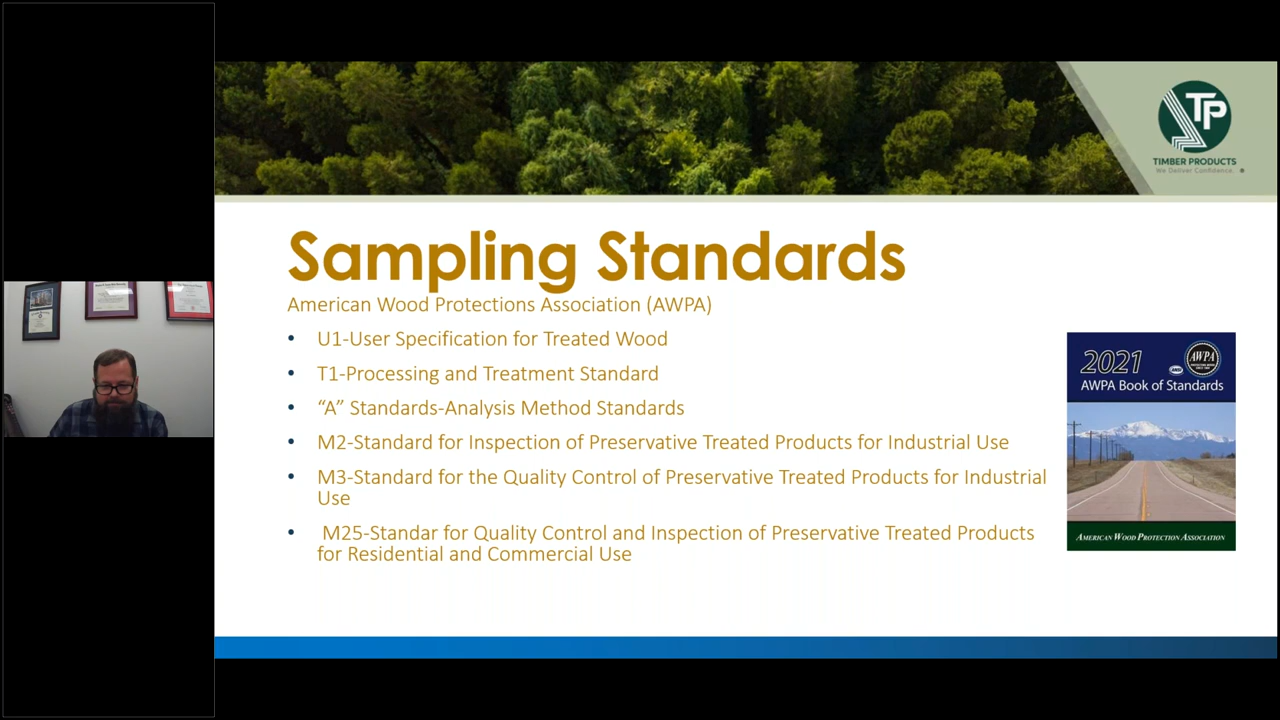 TP
TIMBER PRODUCTS
We Deliver Confidence.
Sampling Standards
American Wood Protections Association (AWPA)
• U1-User Specification for Treated Wood
• T1-Processing and Treatment Standard
• “A” Standards-Analysis Method Standards
• M2-Standard for Inspection of Preservative Treated Products for Industrial Use
• M3-Standard for the Quality Control of Preservative Treated Products for Industrial
Use
• M25-Standar for Quality Control and Inspection of Preservative Treated Products
for Residential and Commercial Use
2021
AWPA
AWPA Book of Standards
AMERICAN WOOD PROTECTION ASSOCIATION